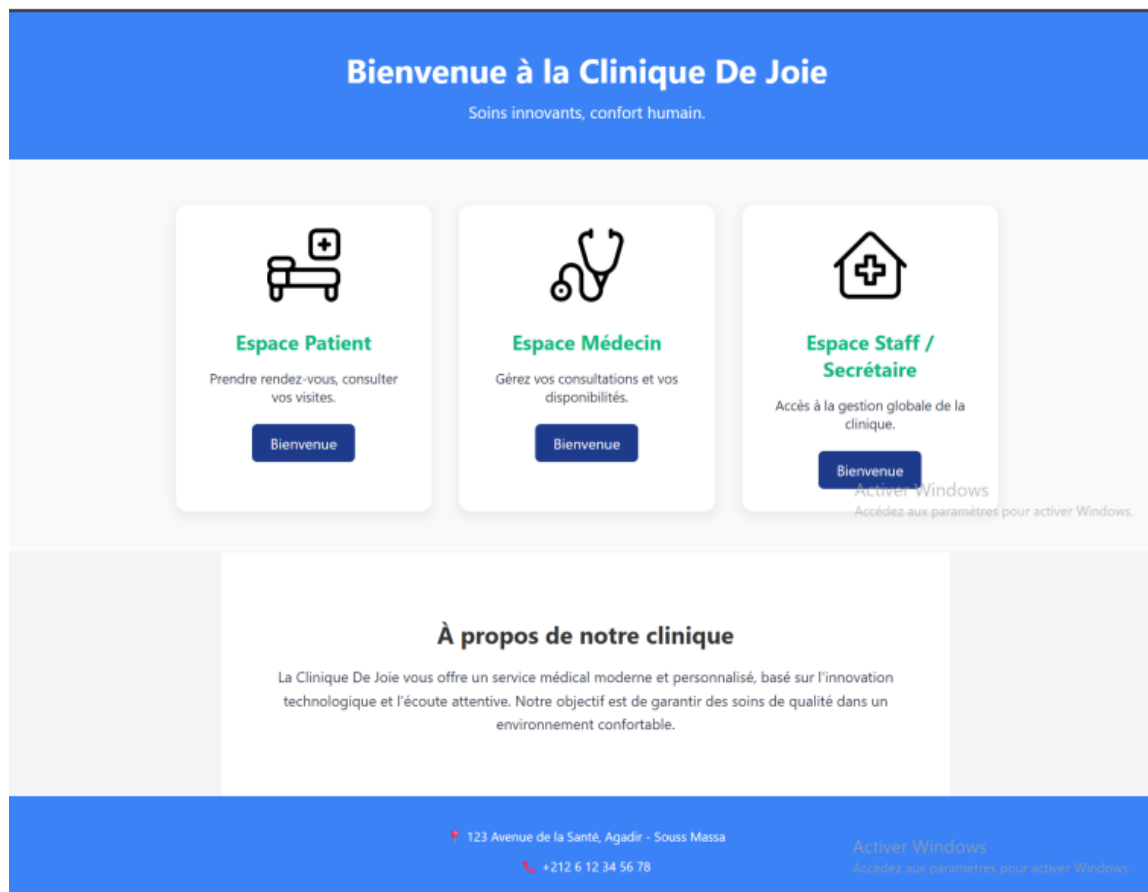 Bienvenue à la Clinique De Joie
Soins innovants, confort humain.
Espace Patient
Prendre rendez-vous, consulter
vos visites.
Bienvenue
Espace Médecin
Gérez vos consultations et vos
disponibilités.
Bienvenue
Espace Staff /
Secrétaire
Accès à la gestion globale de la
clinique.
Bienvenue
Activer Windows
Accédez aux paramètres pour activer Windows.
À propos de notre clinique
La Clinique De Joie vous offre un service médical moderne et personnalisé, basé sur l'innovation
technologique et l'écoute attentive. Notre objectif est de garantir des soins de qualité dans un
environnement confortable.
📍 123 Avenue de la Santé, Agadir - Souss Massa
📞 +212 6 12 34 56 78
Activer Windows
Accédez aux paramètres pour activer Windows.